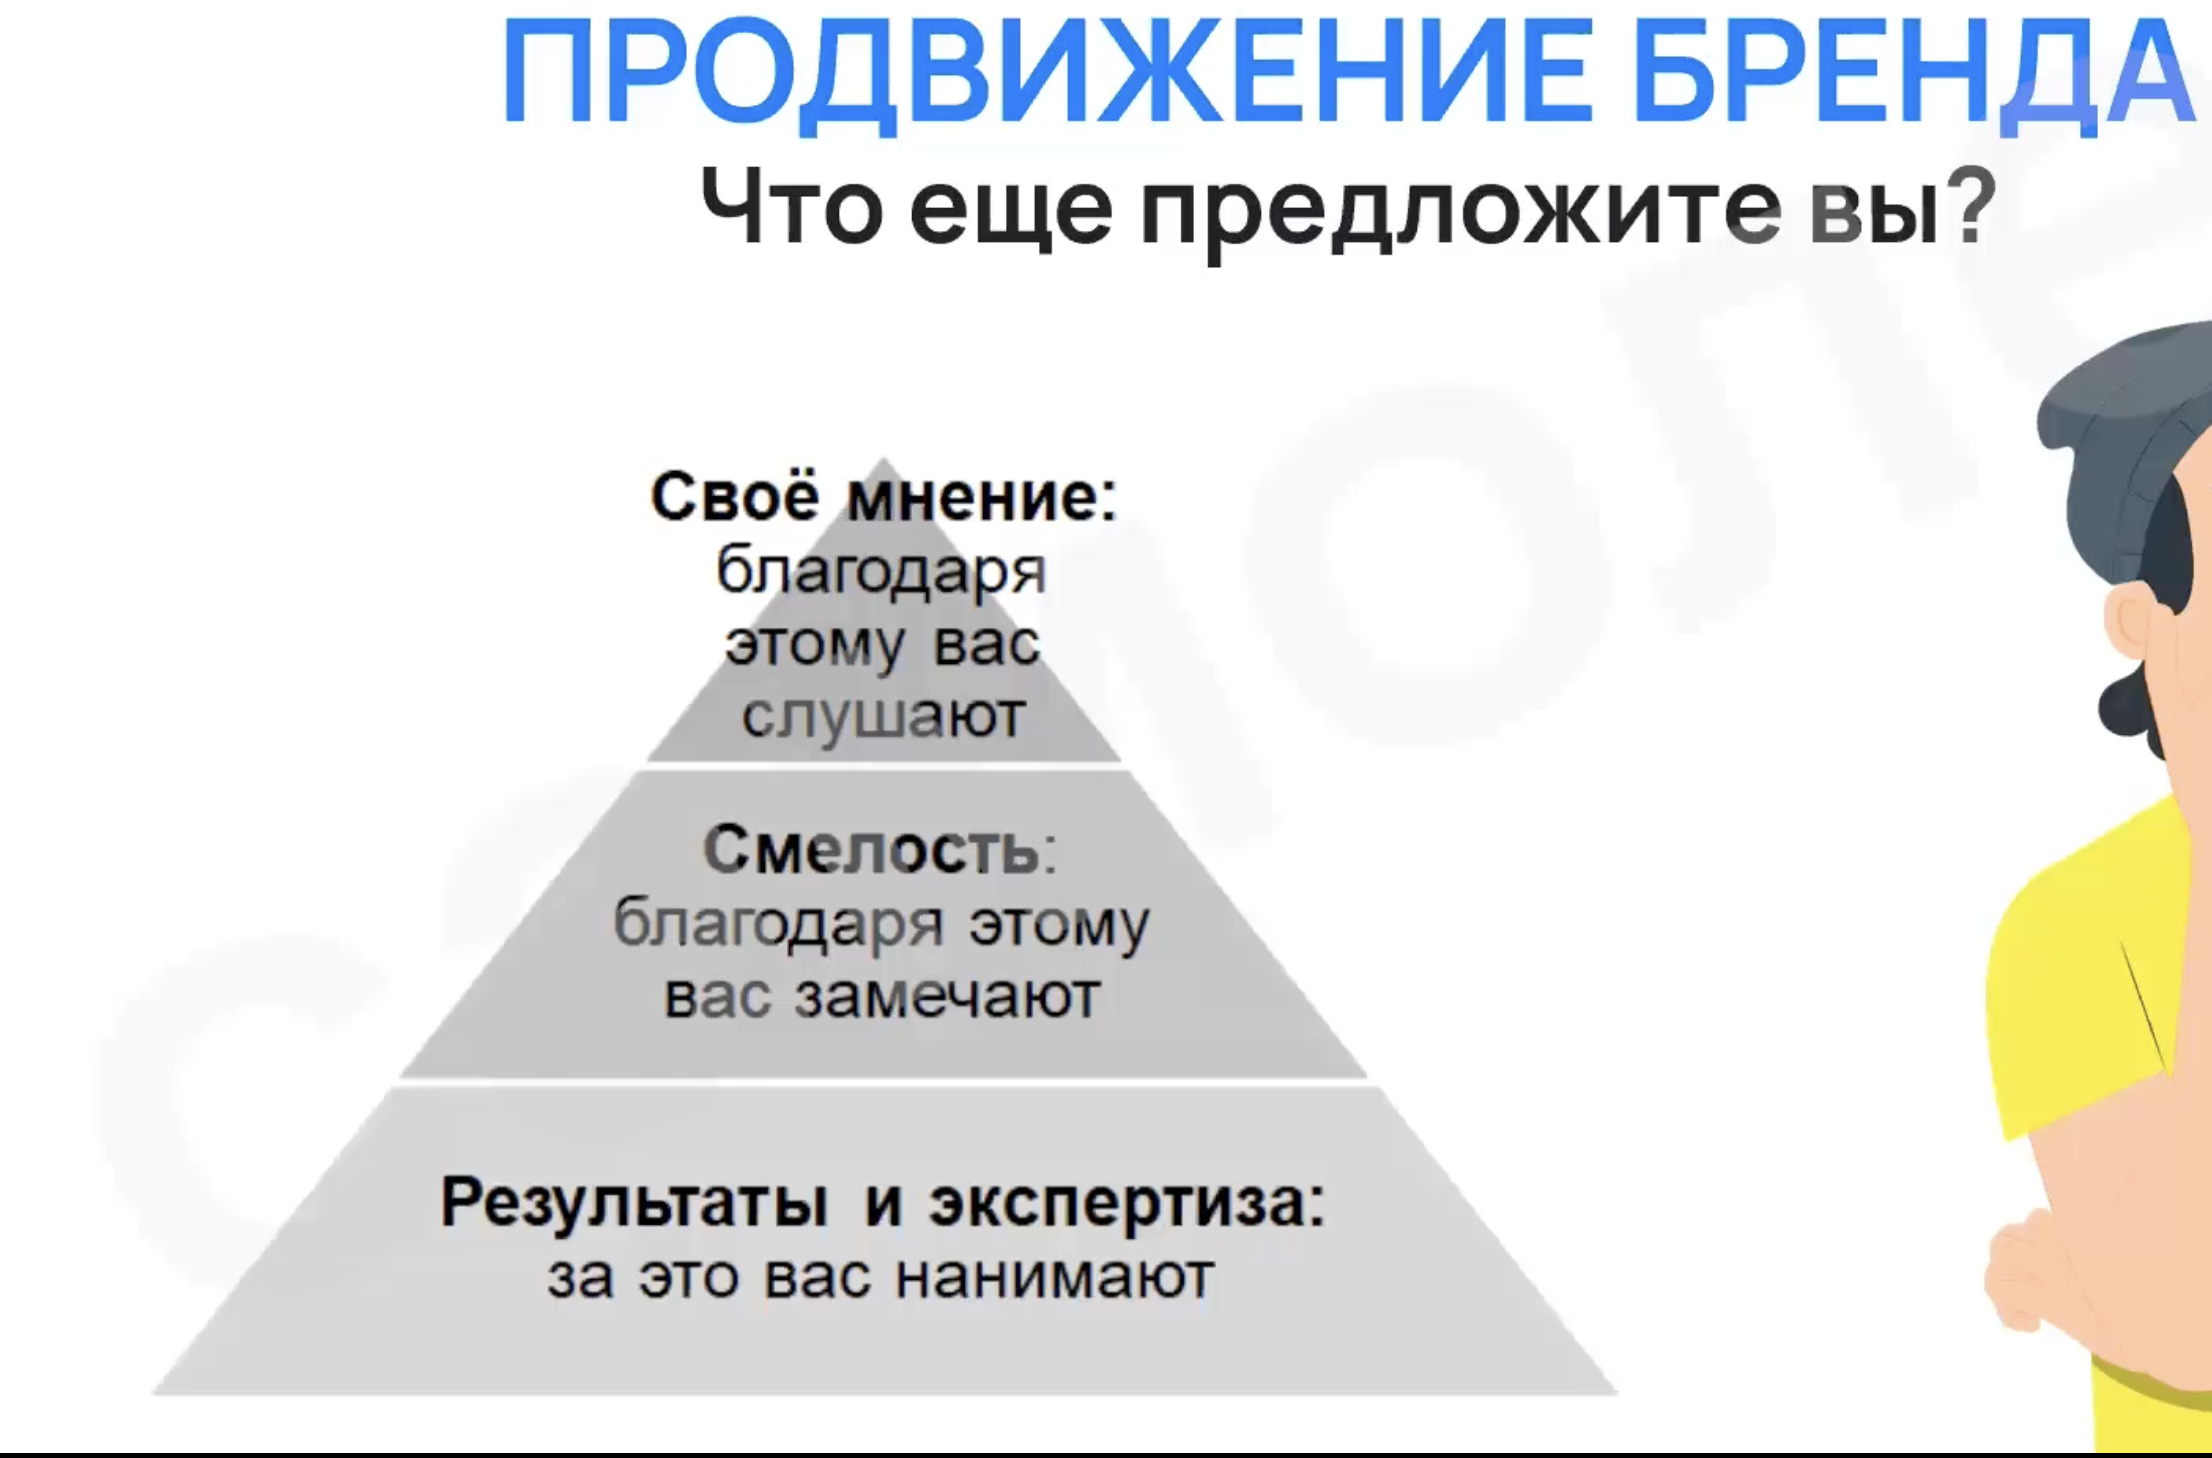 ПРОДВИЖЕНИЕ БРЕНДА
Что еще предложите вы?
Своё мнение:
благодаря
этому вас
слушают
Смелость:
благодаря этому
вас замечают
Результаты и экспертиза:
за это вас нанимают